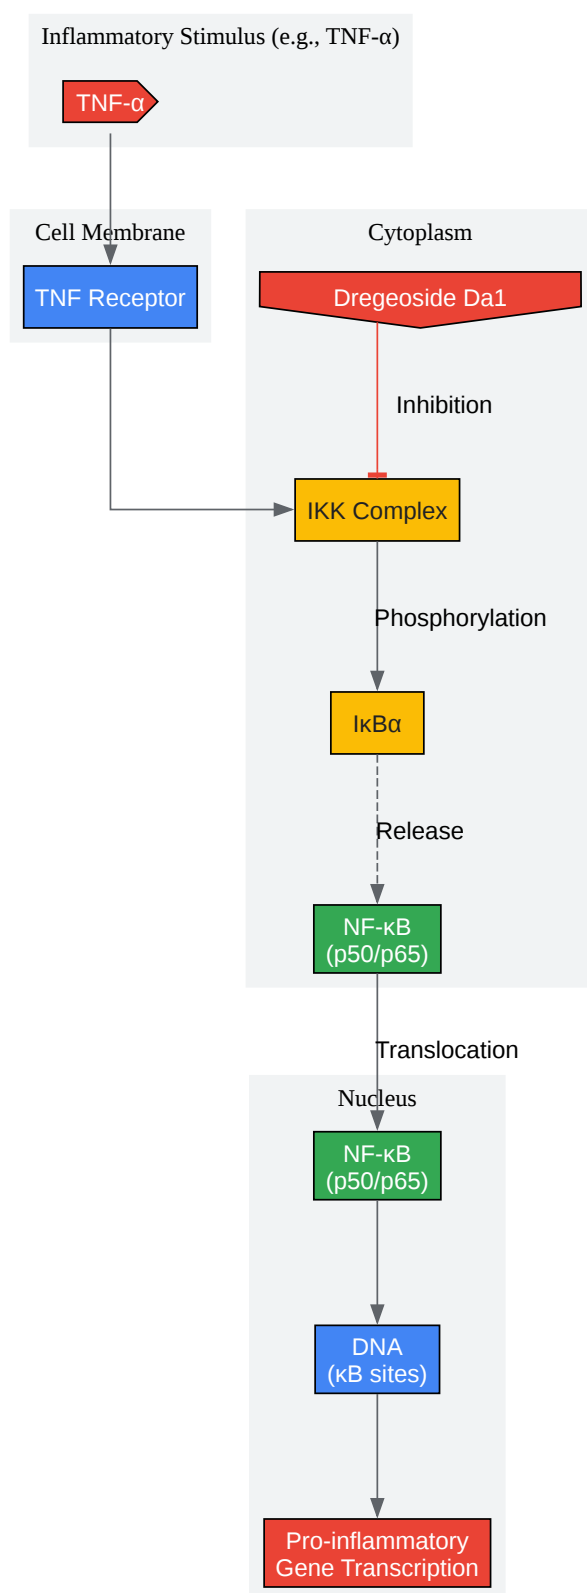 Inflammatory Stimulus (e.g., TNF-α)
TNF-α
Cell Membrane
TNF Receptor
Cytoplasm
Dregeoside Da1
Inhibition
IKK Complex
Phosphorylation
IκBα
Release
NF-κB
(p50/p65)
Translocation
Nucleus
NF-κB
(p50/p65)
DNA
(κB sites)
Pro-inflammatory
Gene Transcription